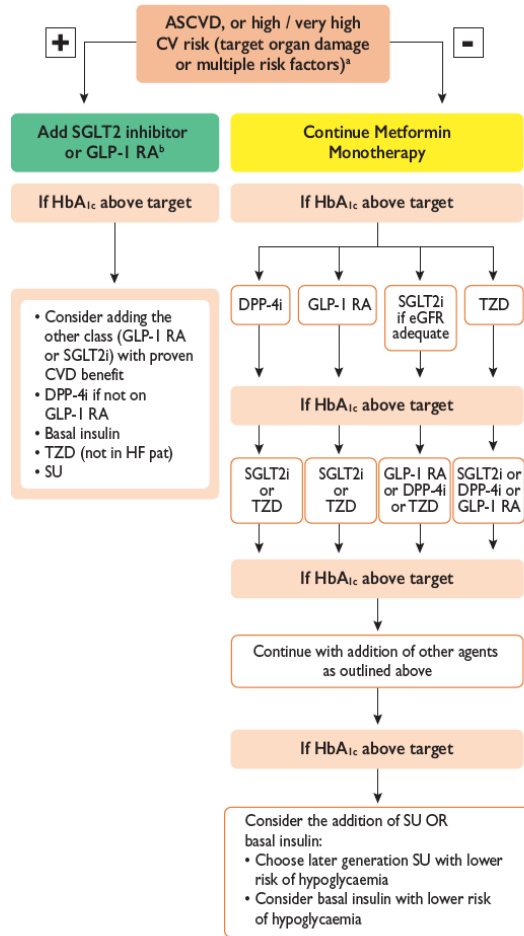 ASCVD, or high / very high
CV risk (target organ damage
or multiple risk factors)ᵃ
+
-
Add SGLT2 inhibitor
or GLP-1 RAᵇ
If HbA₁c above target
• Consider adding the
other class (GLP-1 RA
or SGLT2i) with proven
CVD benefit
• DPP-4i if not on
GLP-1 RA
• Basal insulin
• TZD (not in HF pat)
• SU
Continue Metformin
Monotherapy
If HbA₁c above target
DPP-4i
GLP-1 RA
SGLT2i
if eGFR
adequate
TZD
If HbA₁c above target
SGLT2i
or
TZD
SGLT2i
or
TZD
GLP-1 RA
or DPP-4i
or TZD
SGLT2i or
DPP-4i or
GLP-1 RA
If HbA₁c above target
Continue with addition of other agents
as outlined above
If HbA₁c above target
Consider the addition of SU OR
basal insulin:
• Choose later generation SU with lower
risk of hypoglycaemia
• Consider basal insulin with lower risk
of hypoglycaemia